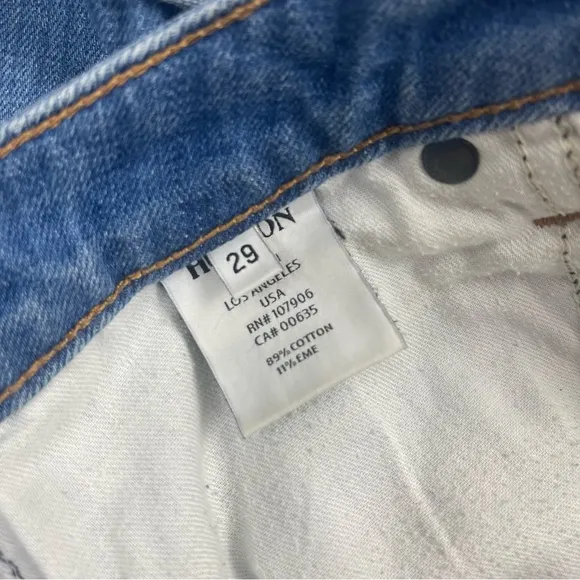 29
LOS ANGELES
USA
RN# 107906
CA# 00635
89% COTTON
11% EME